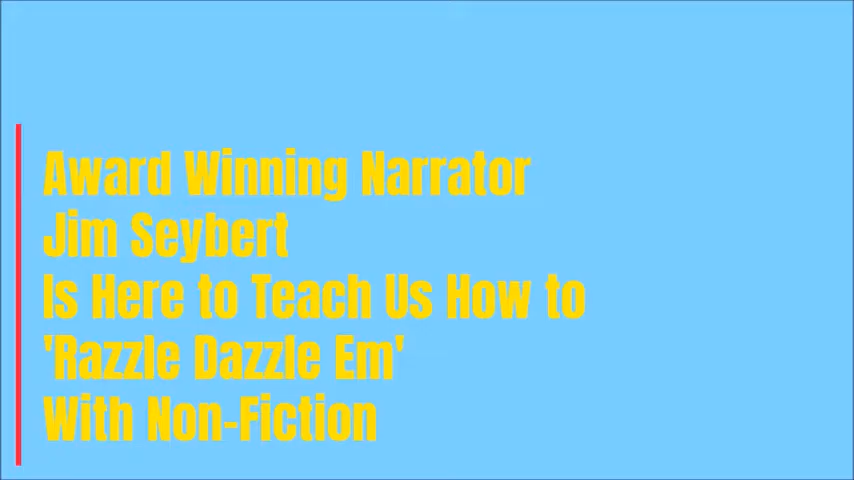 Award Winning Narrator
Jim Seybert
Is Here to Teach Us How to
'Razzle Dazzle Em'
With Non-Fiction